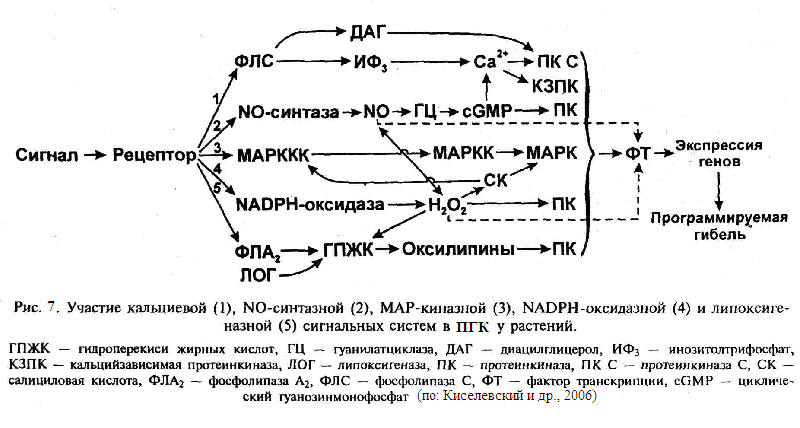 ДАГ
ФЛС ИФ₃ Ca²⁺ ПК С
КЗПК
1
2 NO-синтаза NO ГЦ cGMP ПК
Сигнал Рецептор 3 МАРККК МАРКК МАРК ФТ Экспрессия
генов
4 СК
5 NADPH-оксидаза H₂O₂ ПК Программируемая
гибель
ФЛА₂ ГПЖК Оксилипины ПК
ЛОГ
Рис. 7. Участие кальциевой (1), NO-синтазной (2), МАР-киназной (3), NADPH-оксидазной (4) и липоксиге-
назной (5) сигнальных систем в ПГК у растений.
ГПЖК — гидроперекиси жирных кислот, ГЦ — гуанилатциклаза, ДАГ — диацилглицерол, ИФ₃ — инозитолтрифосфат,
КЗПК — кальцийзависимая протеинкиназа, ЛОГ — липоксигеназа, ПК — протеинкиназа, ПК С — протеинкиназа С, СК —
салициловая кислота, ФЛА₂ — фосфолипаза А₂, ФЛС — фосфолипаза С, ФТ — фактор транскрипции, cGMP — цикличе-
ский гуанозинмонофосфат (по: Киселевский и др., 2006)